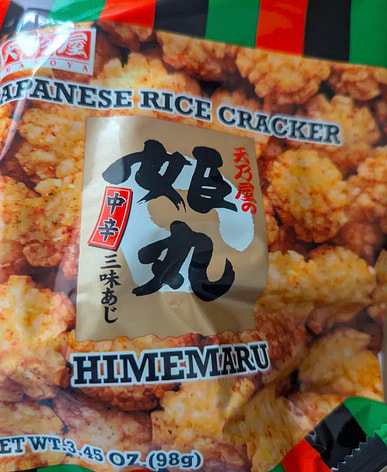 天乃屋
AMANOYA
JAPANESE RICE CRACKER
天乃屋の
姫丸
中辛
三味あじ
HIMEMARU
NET WT. 3.45 OZ. (98g)